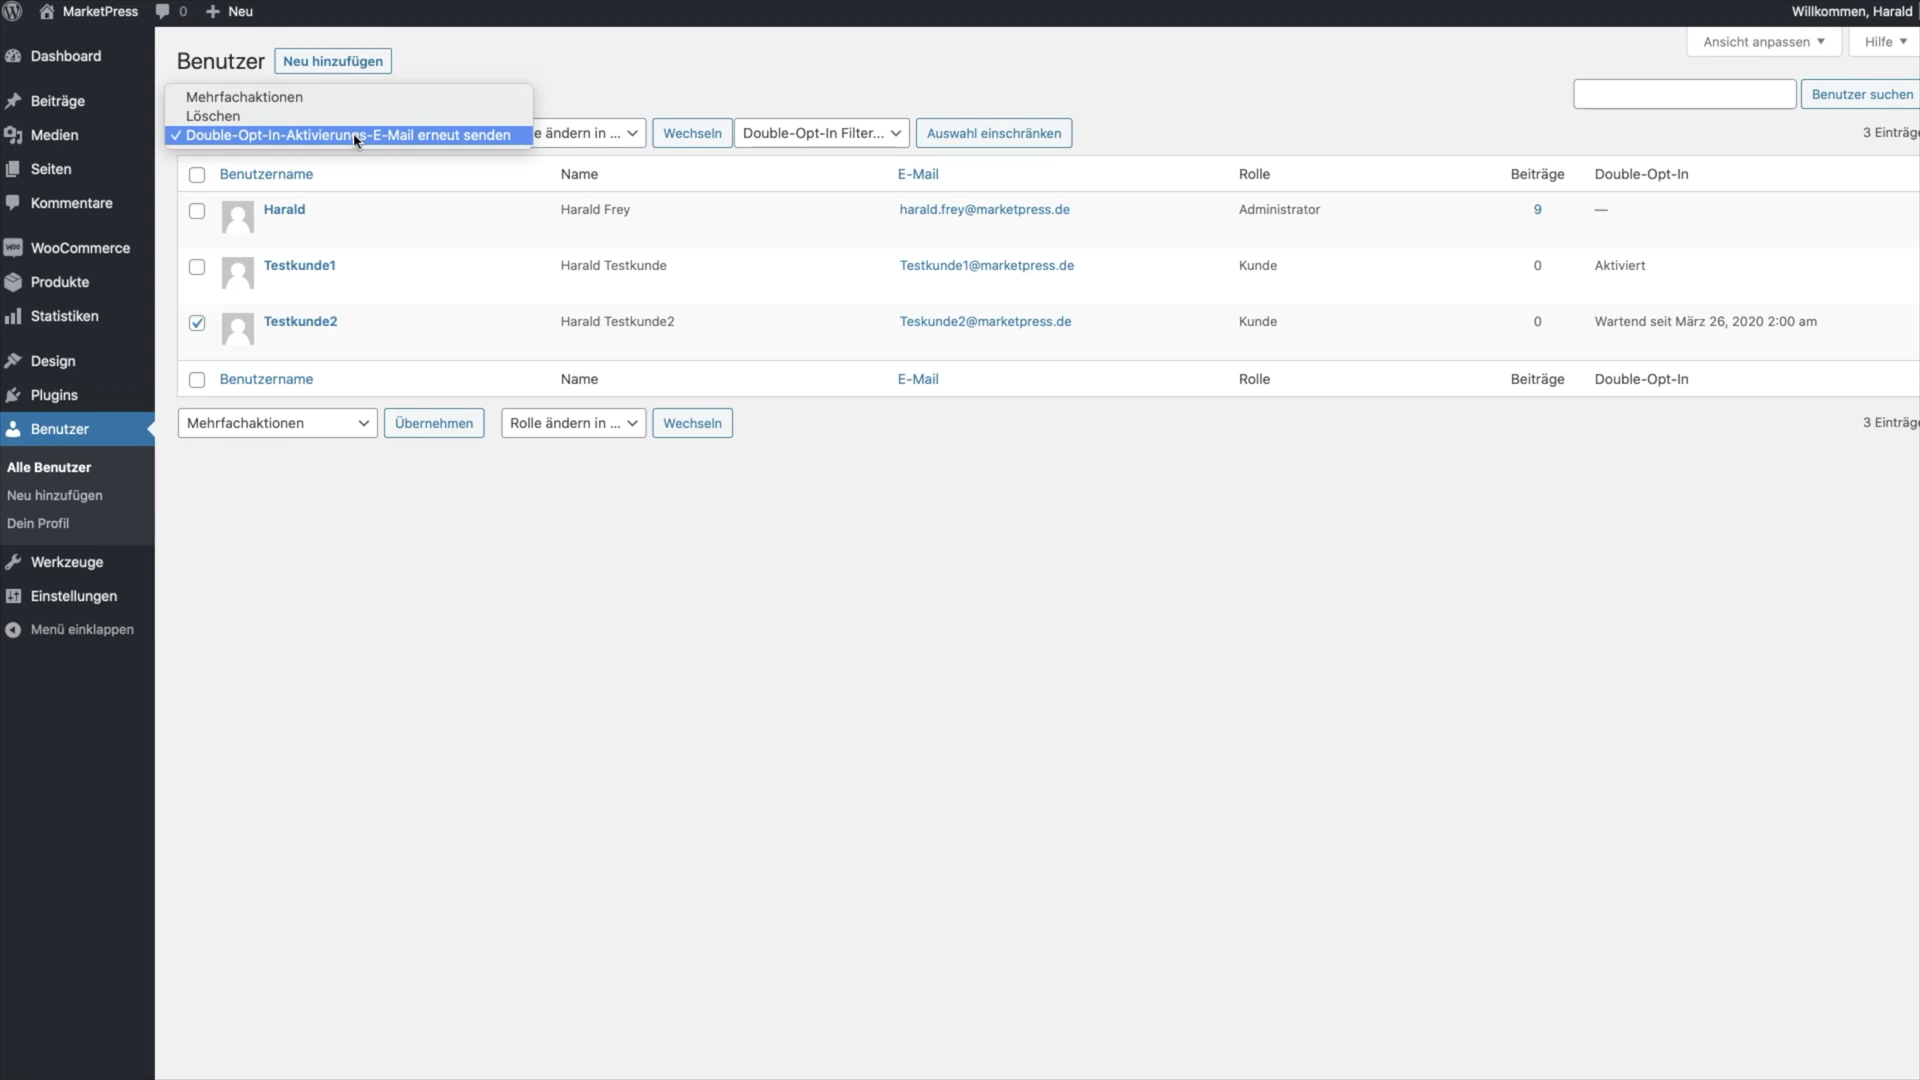 MarketPress 0 Neu Willkommen, Harald
Dashboard
Beiträge
Medien
Seiten
Kommentare
WooCommerce
Produkte
Statistiken
Design
Plugins
Benutzer
Alle Benutzer
Neu hinzufügen
Dein Profil
Werkzeuge
Einstellungen
Menü einklappen
Ansicht anpassen Hilfe
Benutzer Neu hinzufügen
Benutzer suchen
Mehrfachaktionen
Löschen
✓ Double-Opt-In-Aktivierungs-E-Mail erneut senden
e ändern in ... Wechseln Double-Opt-In Filter... Auswahl einschränken 3 Einträge
Benutzername Name E-Mail Rolle Beiträge Double-Opt-In
Harald Harald Frey harald.frey@marketpress.de Administrator 9 —
Testkunde1 Harald Testkunde Testkunde1@marketpress.de Kunde 0 Aktiviert
Testkunde2 Harald Testkunde2 Teskunde2@marketpress.de Kunde 0 Wartend seit März 26, 2020 2:00 am
Benutzername Name E-Mail Rolle Beiträge Double-Opt-In
Mehrfachaktionen Übernehmen Rolle ändern in ... Wechseln 3 Einträge